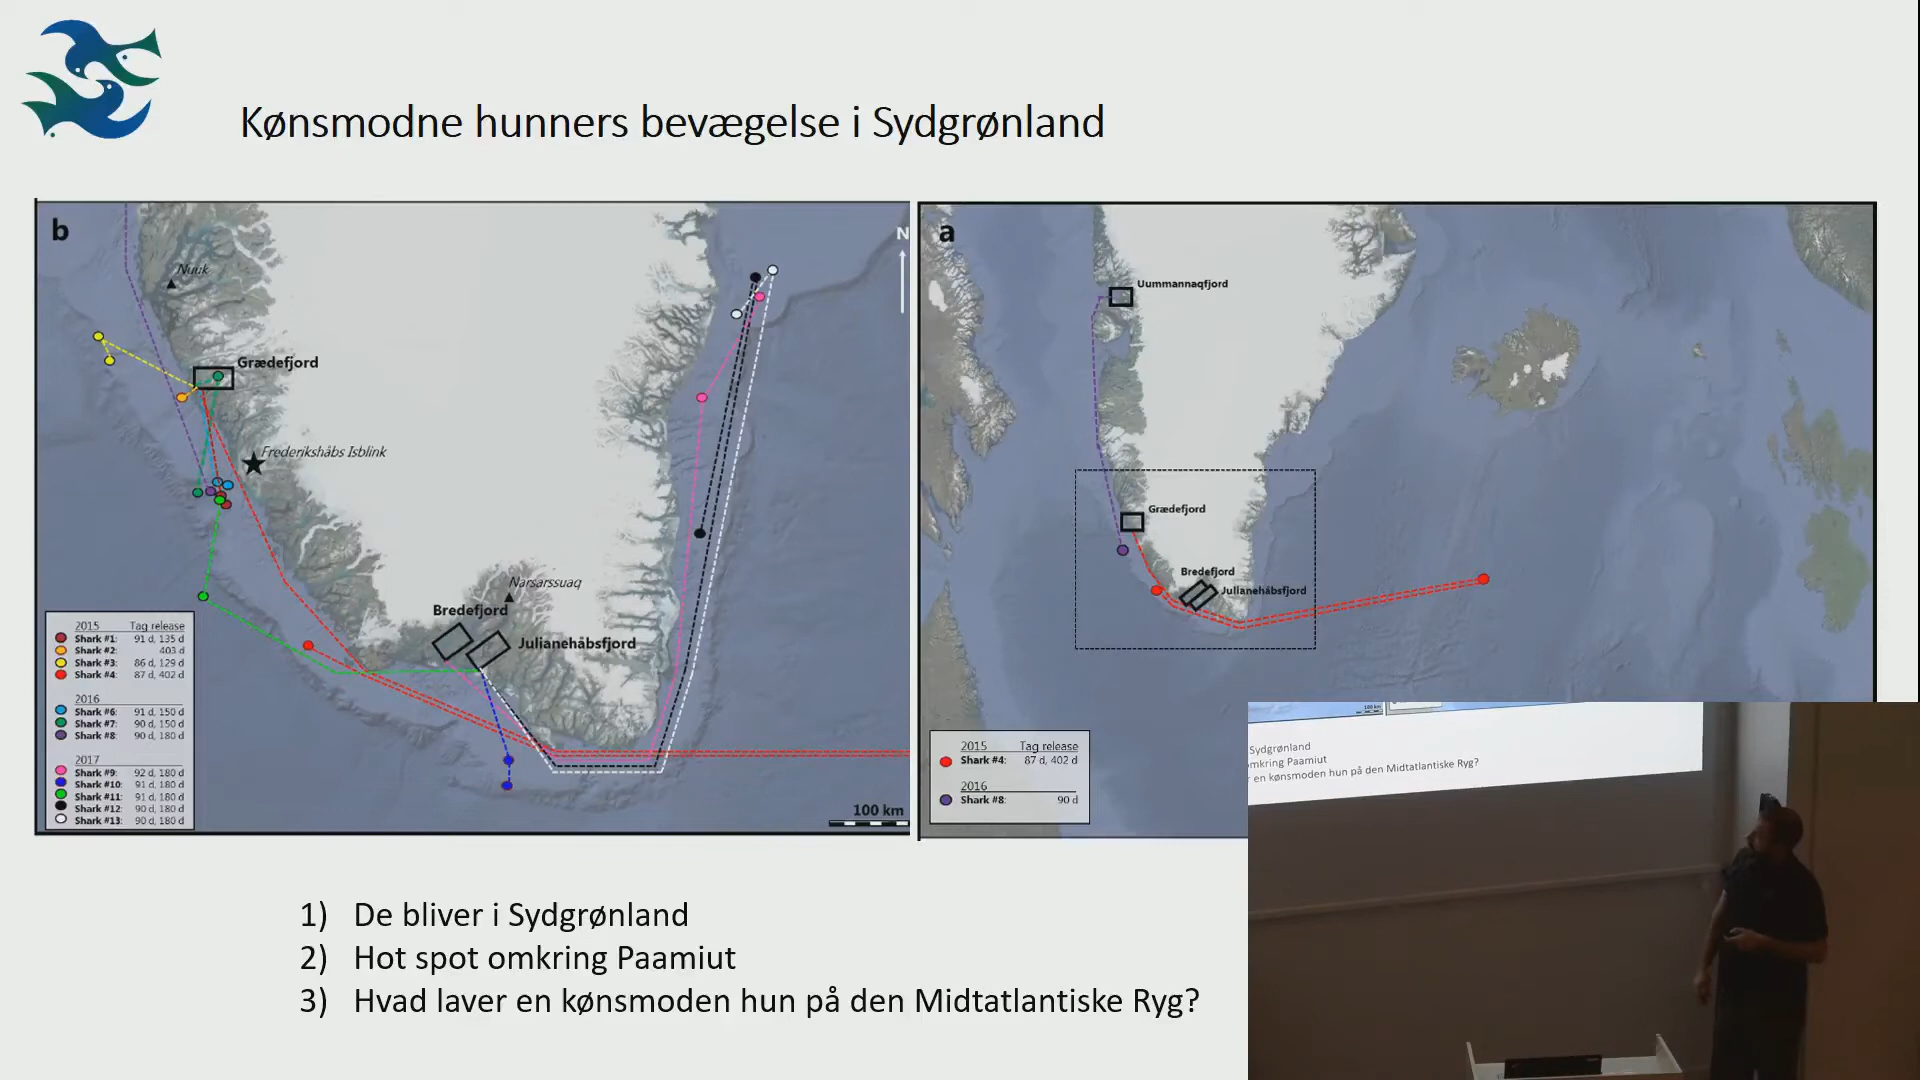 Kønsmodne hunners bevægelse i Sydgrønland
b
Nuuk
N
Grædefjord
Frederikshåbs Isblink
Narsarssuaq
Bredefjord
Julianehåbsfjord
2015 Tag release
Shark #1: 91 d, 135 d
Shark #2: 403 d
Shark #3: 86 d, 129 d
Shark #4: 87 d, 402 d
2016
Shark #6: 91 d, 150 d
Shark #7: 90 d, 150 d
Shark #8: 90 d, 180 d
2017
Shark #9: 92 d, 180 d
Shark #10: 91 d, 180 d
Shark #11: 91 d, 180 d
Shark #12: 90 d, 180 d
Shark #13: 90 d, 180 d
100 km
a
Uummannaqfjord
Grædefjord
Bredefjord
Julianehåbsfjord
2015 Tag release
Shark #4: 87 d, 402 d
2016
Shark #8: 90 d
1) De bliver i Sydgrønland
2) Hot spot omkring Paamiut
3) Hvad laver en kønsmoden hun på den Midtatlantiske Ryg?
100 km
Sydgrønland
mkring Paamiut
r en kønsmoden hun på den Midtatlantiske Ryg?